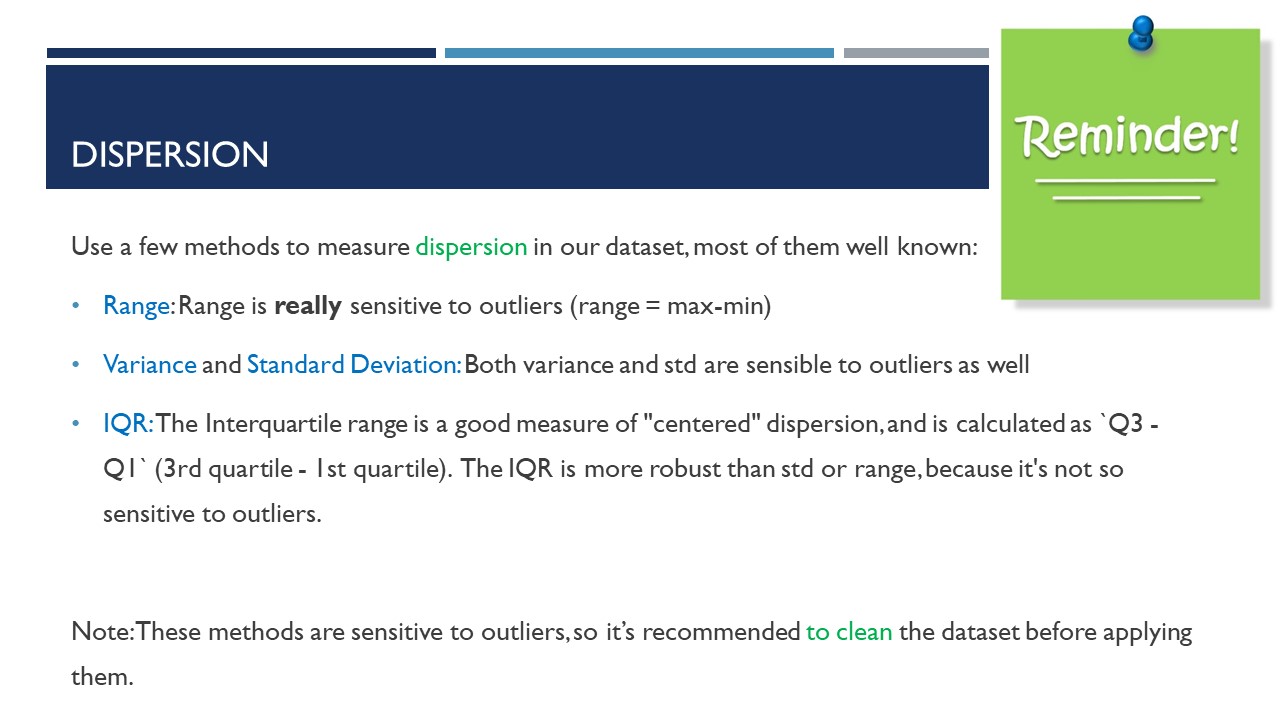 DISPERSION
Reminder!
Use a few methods to measure dispersion in our dataset, most of them well known:
• Range: Range is really sensitive to outliers (range = max-min)
• Variance and Standard Deviation: Both variance and std are sensible to outliers as well
• IQR: The Interquartile range is a good measure of "centered" dispersion, and is calculated as `Q3 -
Q1` (3rd quartile - 1st quartile). The IQR is more robust than std or range, because it's not so
sensitive to outliers.
Note: These methods are sensitive to outliers, so it’s recommended to clean the dataset before applying
them.